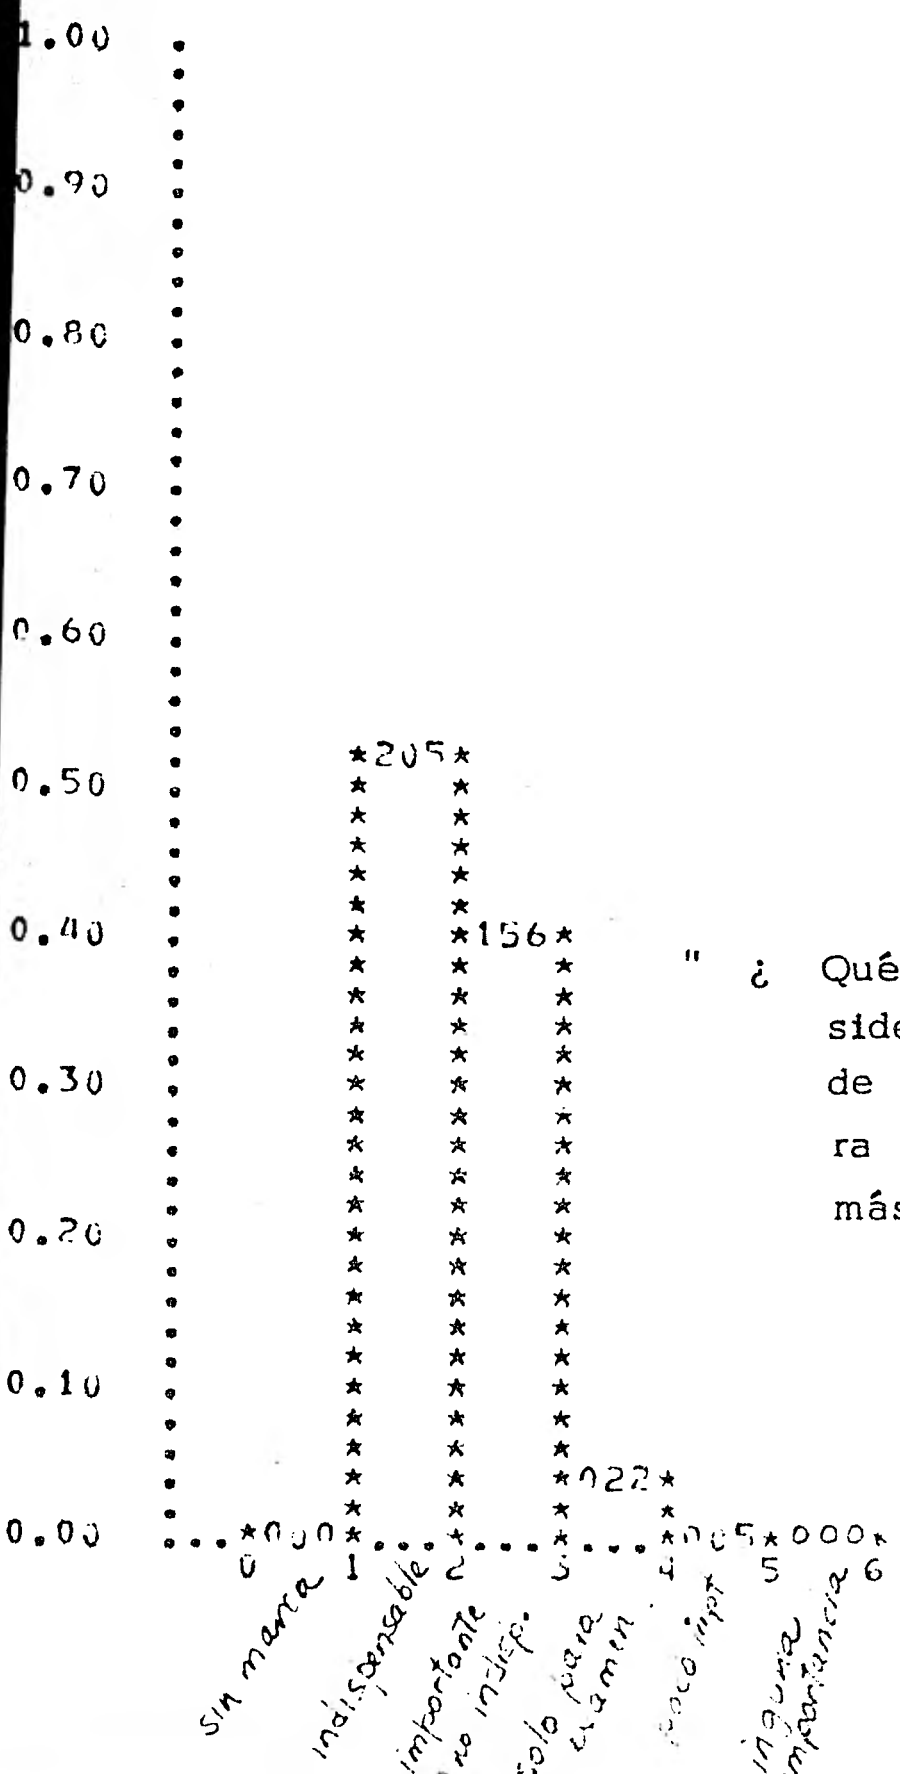 1.00
0.90
0.80
0.70
0.60
*205*
0.50
0.40 *156*
" ¿ Qué
side
0.30 de
ra
0.20 más
0.10
*022*
0.00 ...*000*....*....*....*005*000*
0 1 2 3 4 5 6
sin marca
indispensable
importante
no indisp.
solo para
examen.
poco impt
inguna
mportancia